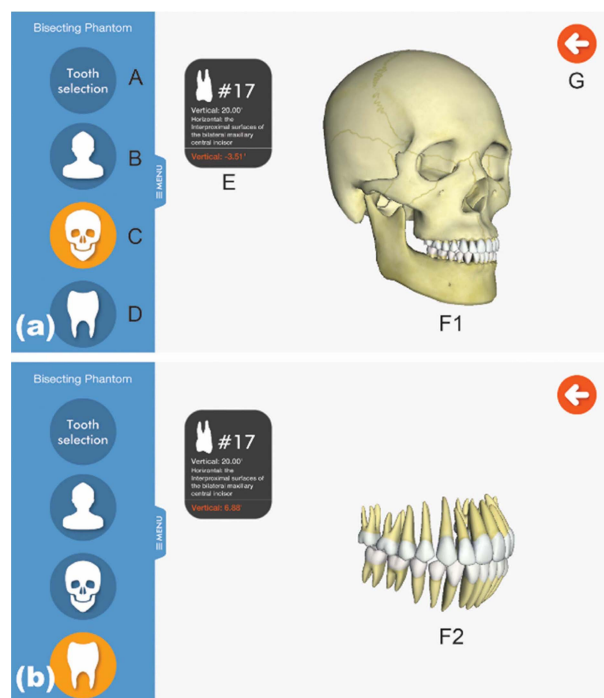 Bisecting Phantom
Tooth
selection
A
B
C
D
MENU
#17
Vertical: 20.00'
Horizontal: the
Interproximal surfaces of
the bilateral maxillary
central incisor
Vertical: -3.51'
E
F1
G
(a)
Bisecting Phantom
Tooth
selection
MENU
#17
Vertical: 20.00'
Horizontal: the
Interproximal surfaces of
the bilateral maxillary
central incisor
Vertical: 6.88'
F2
(b)